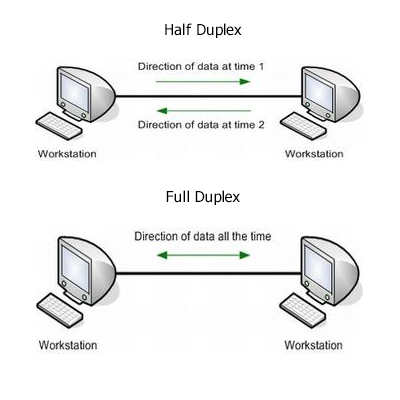 Half Duplex
Direction of data at time 1
Direction of data at time 2
Workstation
Workstation
Full Duplex
Direction of data all the time
Workstation
Workstation